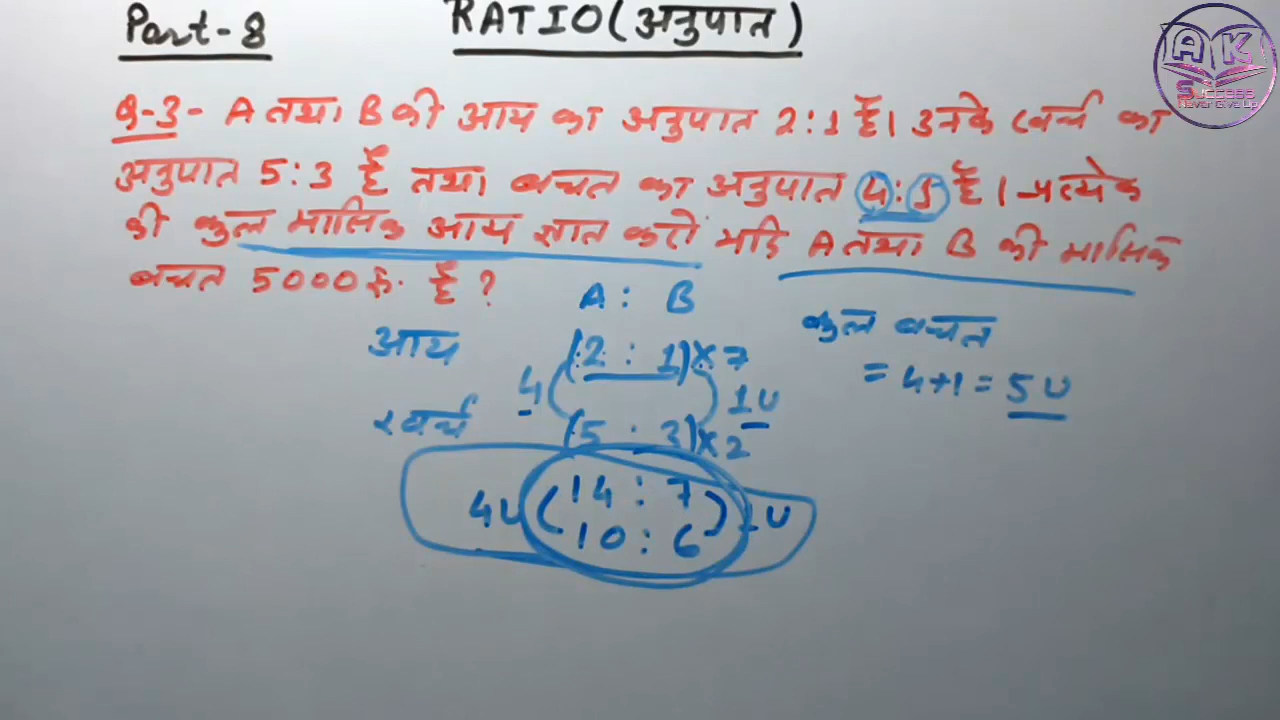 Part-8
RATIO(अनुपात)
AK
SUCCESS
Never Give Up
Q-3- A तथा B की आय का अनुपात 2:1 है। उनके खर्च का
अनुपात 5:3 है तथा बचत का अनुपात 4:1 है। प्रत्येक
की कुल मासिक आय ज्ञात करो यदि A तथा B की मासिक
बचत 5000 रु. है ?
A : B
आय (2 : 1)×7
4 1U
खर्च (5 : 3)×2
4U (14 : 7) 1U
10 : 6
कुल बचत
= 4+1 = 5U